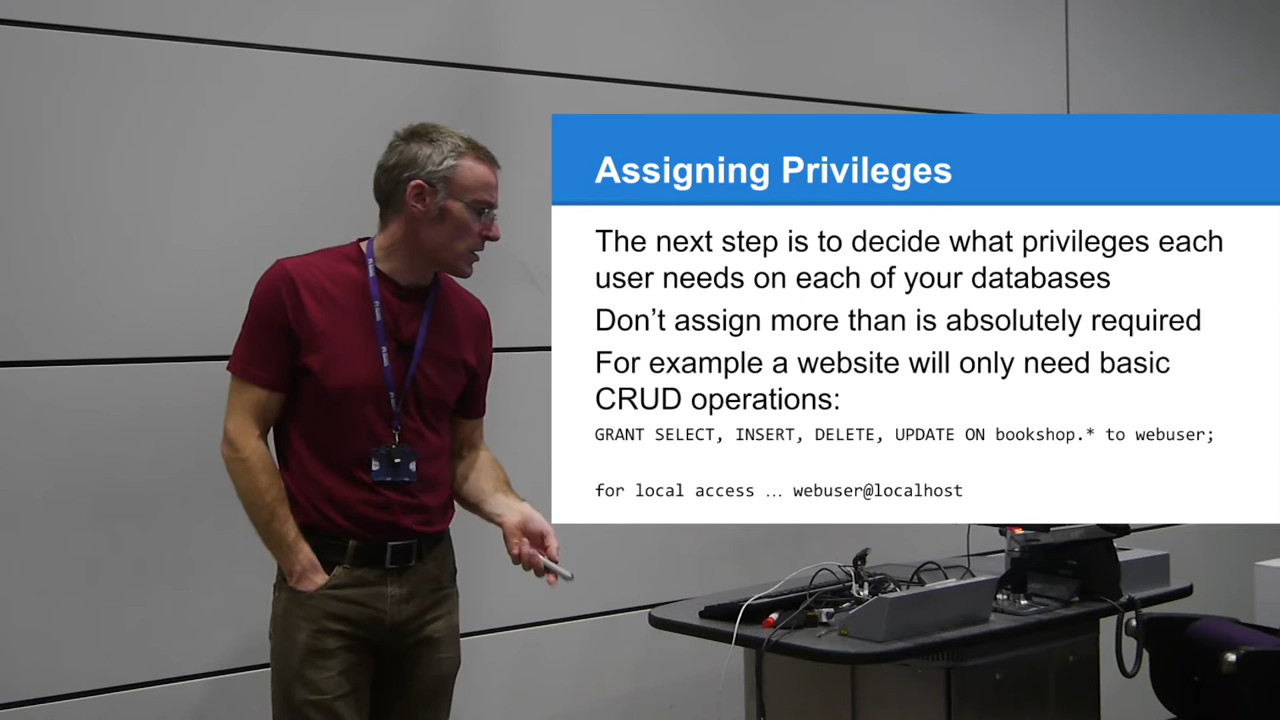 Assigning Privileges
The next step is to decide what privileges each
user needs on each of your databases
Don’t assign more than is absolutely required
For example a website will only need basic
CRUD operations:
GRANT SELECT, INSERT, DELETE, UPDATE ON bookshop.* to webuser;
for local access … webuser@localhost